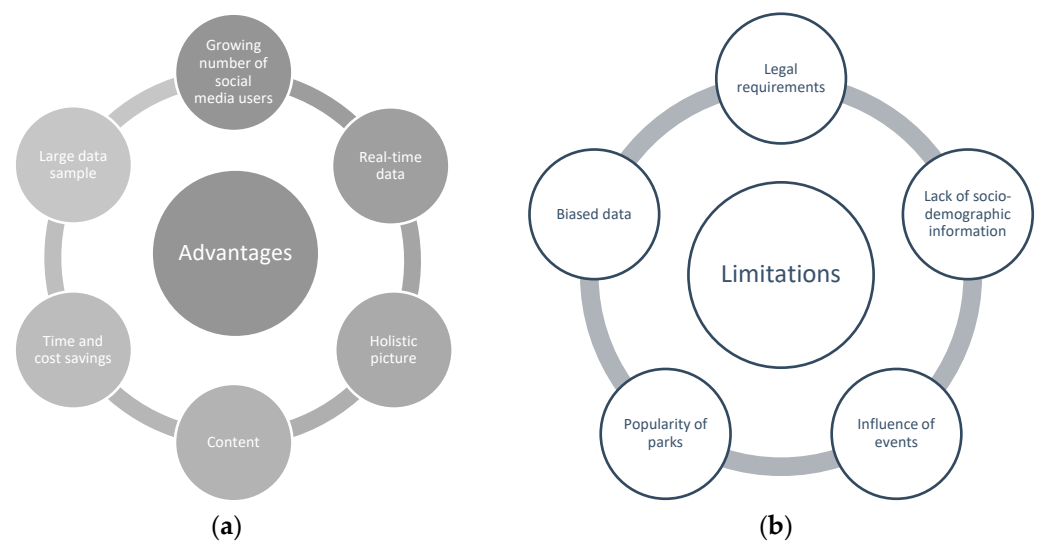 Growing
number of
social
media users
Real-time
data
Holistic
picture
Content
Time and
cost savings
Large data
sample
Advantages
(a)
Legal
requirements
Lack of socio-
demographic
information
Influence of
events
Popularity of
parks
Biased data
Limitations
(b)